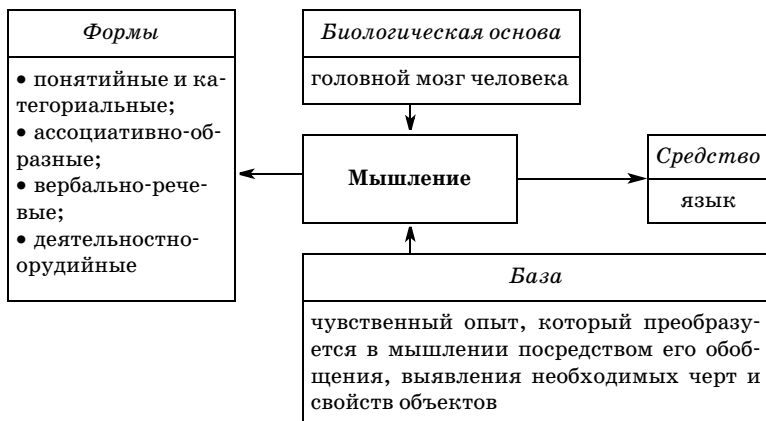 Формы
• понятийные и ка-
тегориальные;
• ассоциативно-об-
разные;
• вербально-рече-
вые;
• деятельностно-
орудийные
Биологическая основа
головной мозг человека
Мышление
Средство
язык
База
чувственный опыт, который преобразу-
ется в мышлении посредством его обоб-
щения, выявления необходимых черт и
свойств объектов